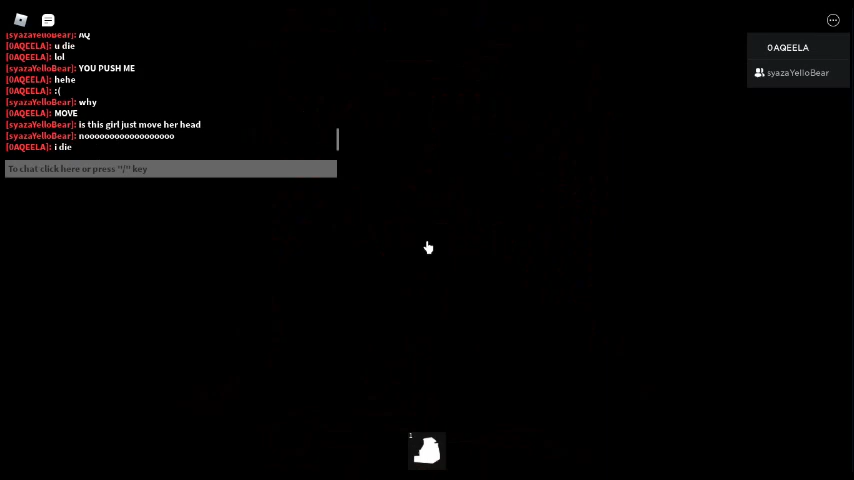 [syazaYelloBear]: AQ
[0AQEELA]: u die
[0AQEELA]: lol
[syazaYelloBear]: YOU PUSH ME
[0AQEELA]: hehe
[0AQEELA]: :(
[syazaYelloBear]: why
[0AQEELA]: MOVE
[syazaYelloBear]: is this girl just move her head
[syazaYelloBear]: nooooooooooooooooo
[0AQEELA]: i die
To chat click here or press "/" key
0AQEELA
syazaYelloBear
1